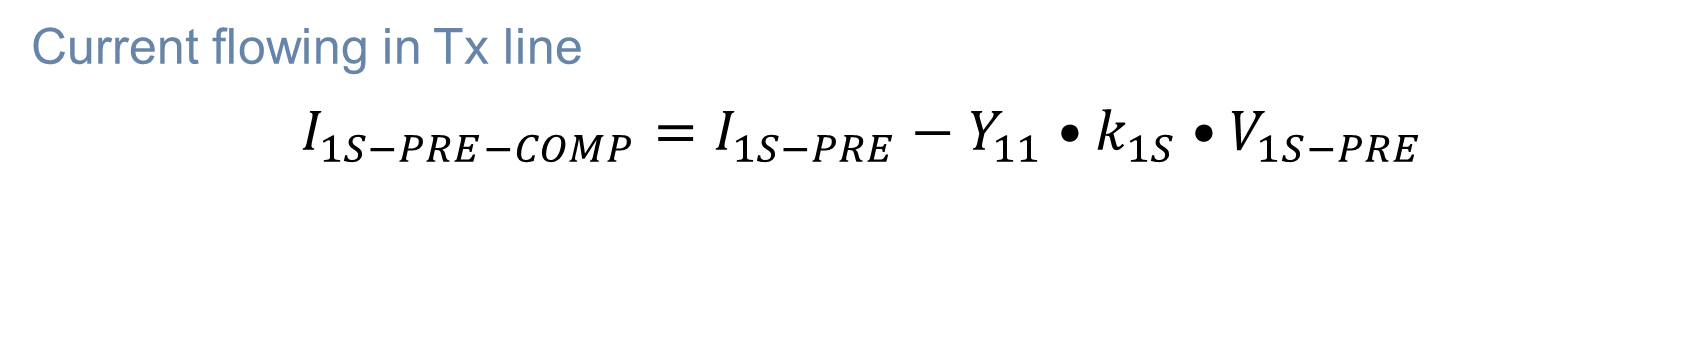 Current flowing in Tx line
I₁S₋PRE₋COMP = I₁S₋PRE − Y₁₁ • k₁S • V₁S₋PRE